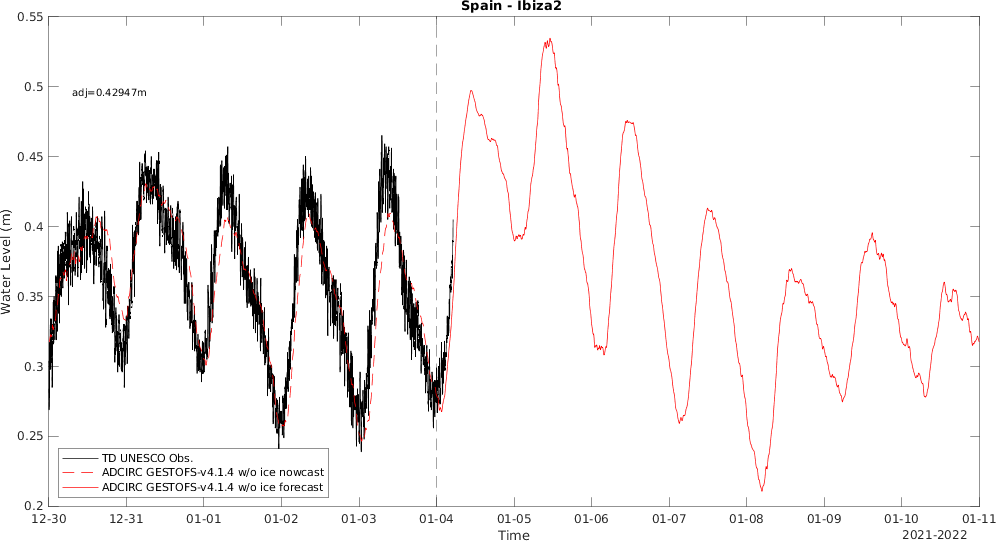 Spain - Ibiza2
0.55
0.5
0.45
0.4
0.35
0.3
0.25
0.2
Water Level (m)
adj=0.42947m
TD UNESCO Obs.
ADCIRC GESTOFS-v4.1.4 w/o ice nowcast
ADCIRC GESTOFS-v4.1.4 w/o ice forecast
12-30 12-31 01-01 01-02 01-03 01-04 01-05 01-06 01-07 01-08 01-09 01-10 01-11
Time
2021-2022